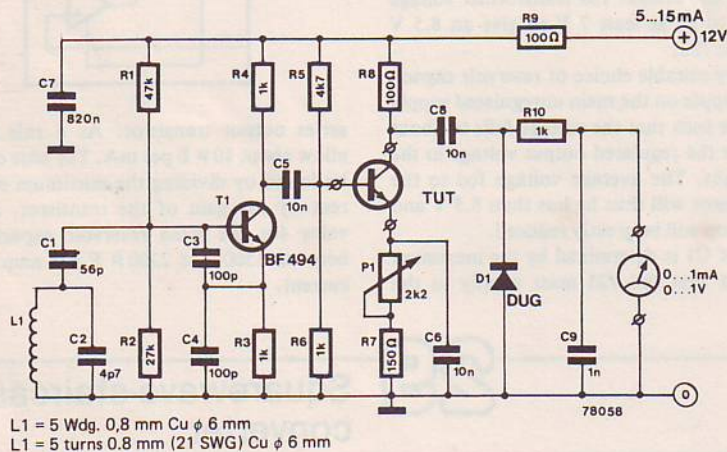 R9
100Ω
5...15mA
12V
C7
820n
R1
47k
R4
1k
R5
4k7
R8
100Ω
C8
10n
R10
1k
C5
10n
T1
BF494
TUT
C1
56p
C3
100p
P1
2k2
D1
DUG
0...1mA
0...1V
L1
C2
4p7
R2
27k
C4
100p
R3
1k
R6
1k
R7
150Ω
C6
10n
C9
1n
78058
0
L1 = 5 Wdg. 0,8 mm Cu ϕ 6 mm
L1 = 5 turns 0.8 mm (21 SWG) Cu ϕ 6 mm